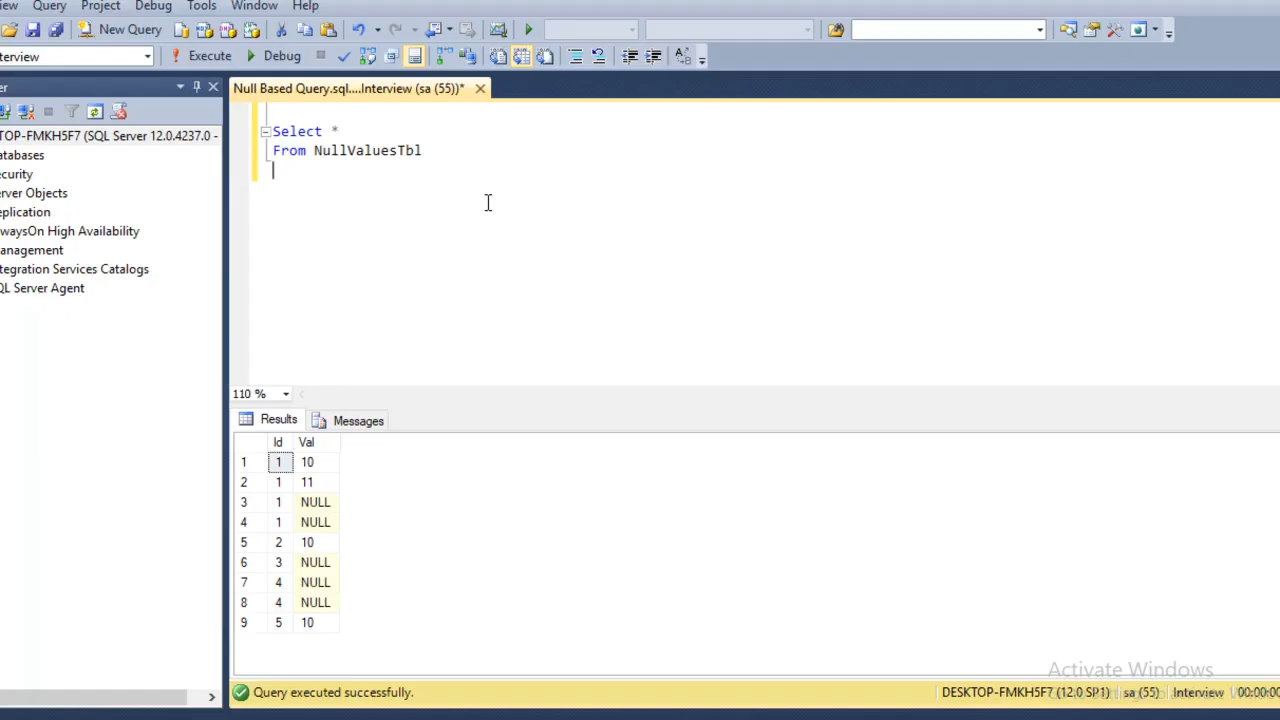 iew Query Project Debug Tools Window Help
New Query
terview Execute Debug
er
Null Based Query.sql....Interview (sa (55))*
TOP-FMKH5F7 (SQL Server 12.0.4237.0 -
atabases
ecurity
erver Objects
eplication
waysOn High Availability
anagement
tegration Services Catalogs
QL Server Agent
Select *
From NullValuesTbl
110 %
Results Messages
Id Val
1 1 10
2 1 11
3 1 NULL
4 1 NULL
5 2 10
6 3 NULL
7 4 NULL
8 4 NULL
9 5 10
Activate Windows
Query executed successfully.
DESKTOP-FMKH5F7 (12.0 SP1) sa (55) Interview 00:00:00